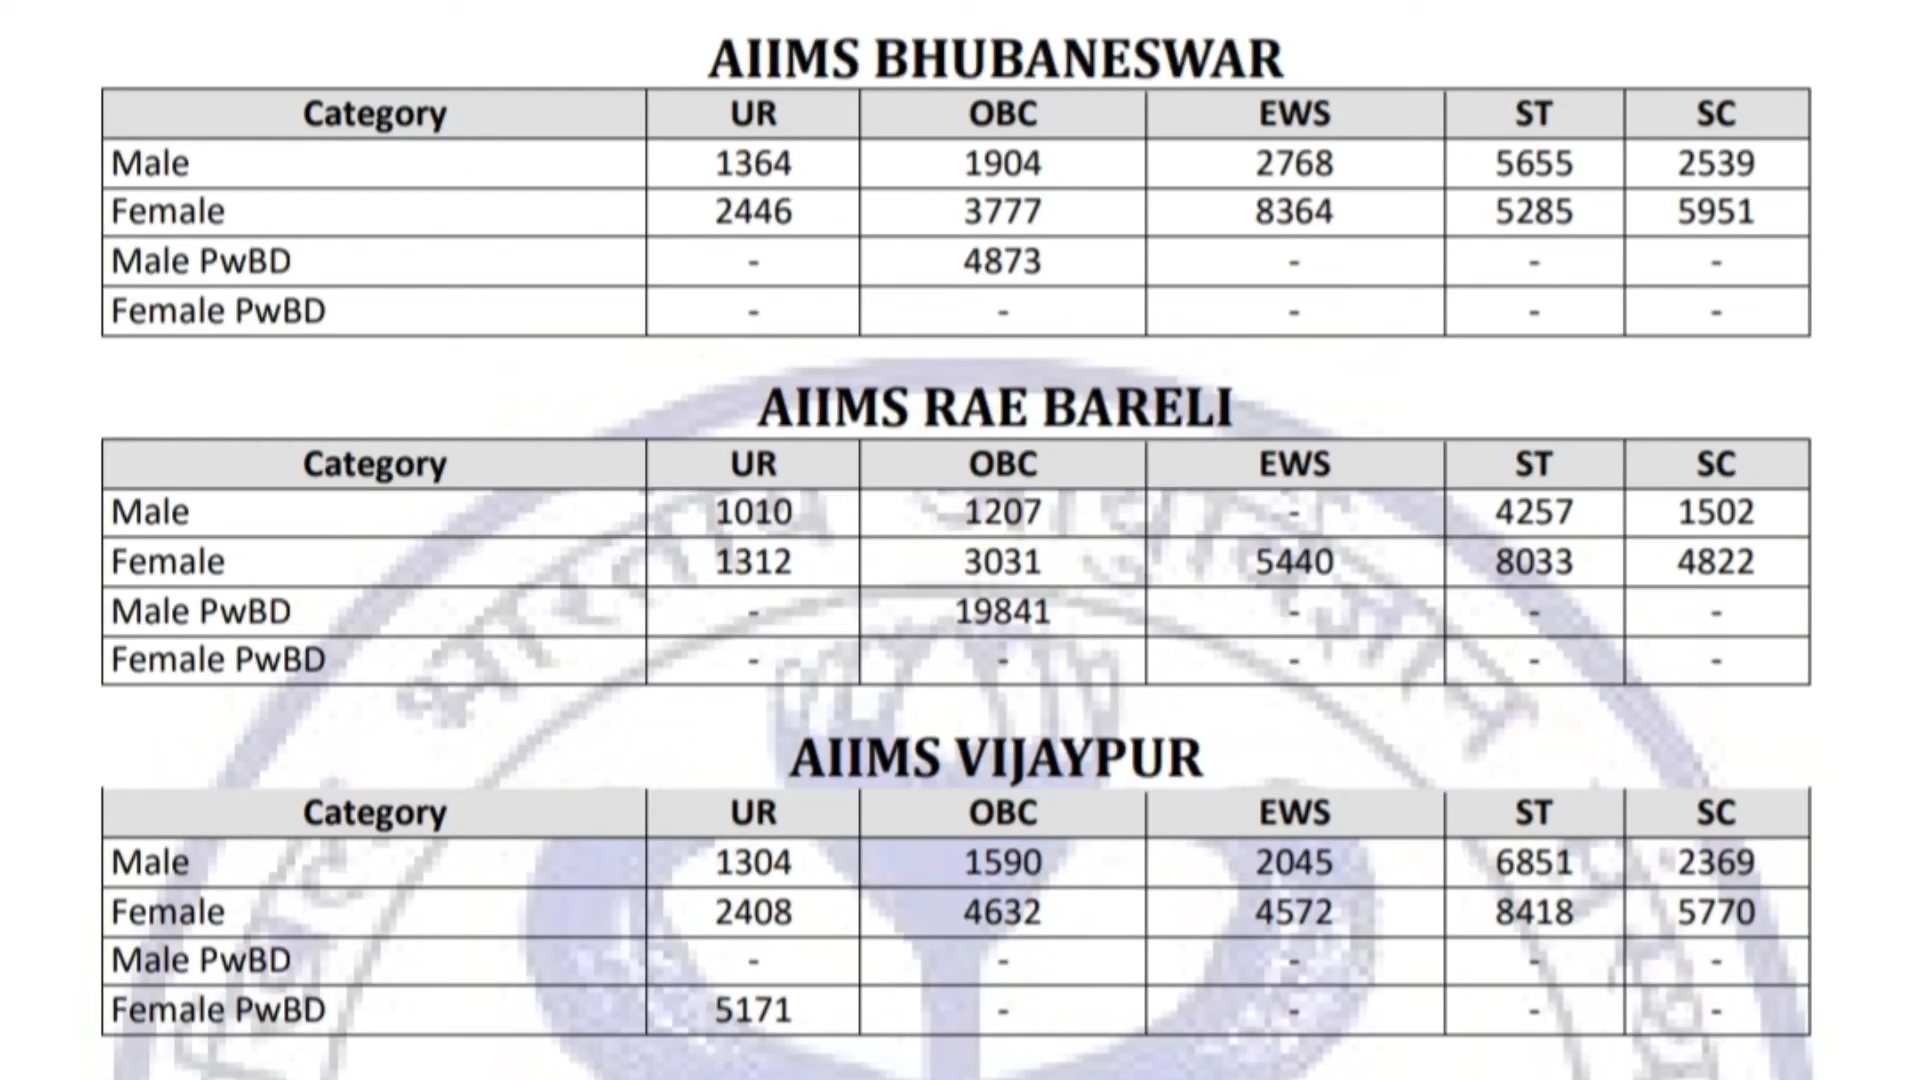 AIIMS BHUBANESWAR
Category UR OBC EWS ST SC
Male 1364 1904 2768 5655 2539
Female 2446 3777 8364 5285 5951
Male PwBD - 4873 - - -
Female PwBD - - - - -
AIIMS RAE BARELI
Category UR OBC EWS ST SC
Male 1010 1207 - 4257 1502
Female 1312 3031 5440 8033 4822
Male PwBD - 19841 - - -
Female PwBD - - - - -
AIIMS VIJAYPUR
Category UR OBC EWS ST SC
Male 1304 1590 2045 6851 2369
Female 2408 4632 4572 8418 5770
Male PwBD - - - - -
Female PwBD 5171 - - - -